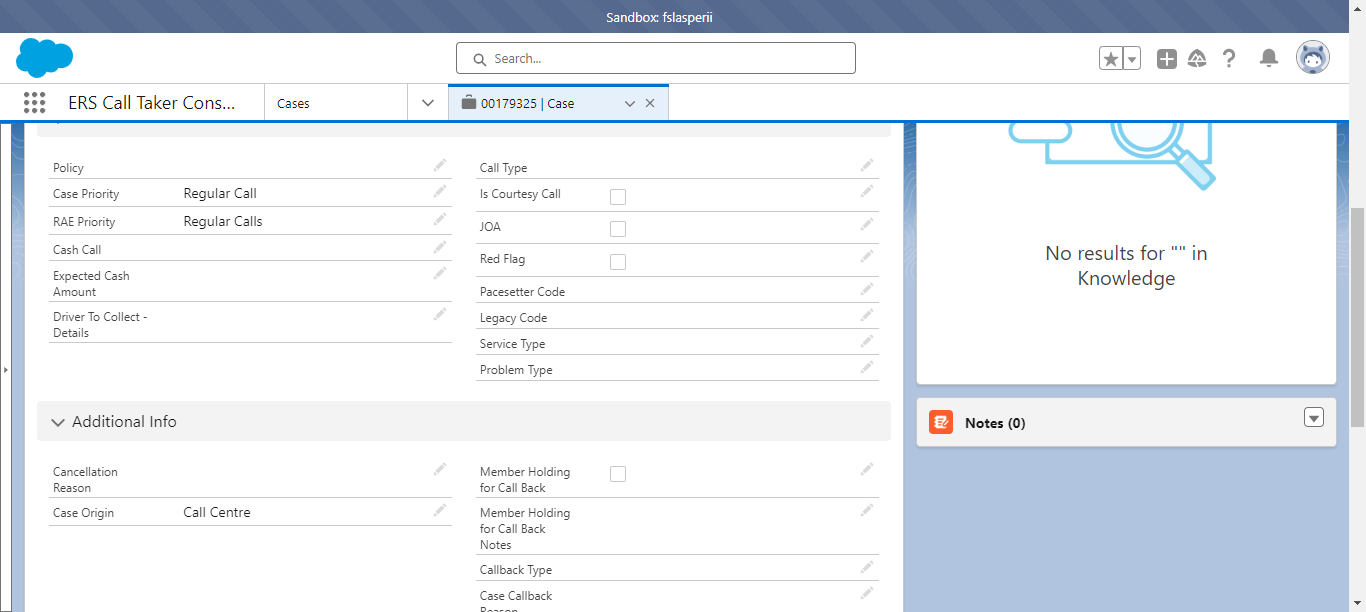 Sandbox: fslasperii
Search...
ERS Call Taker Cons...
Cases
00179325 | Case
Policy
Case Priority
Regular Call
RAE Priority
Regular Calls
Cash Call
Expected Cash
Amount
Driver To Collect -
Details
Call Type
Is Courtesy Call
JOA
Red Flag
Pacesetter Code
Legacy Code
Service Type
Problem Type
Additional Info
Cancellation
Reason
Case Origin
Call Centre
Member Holding
for Call Back
Member Holding
for Call Back
Notes
Callback Type
Case Callback
Reason
No results for "" in
Knowledge
Notes (0)